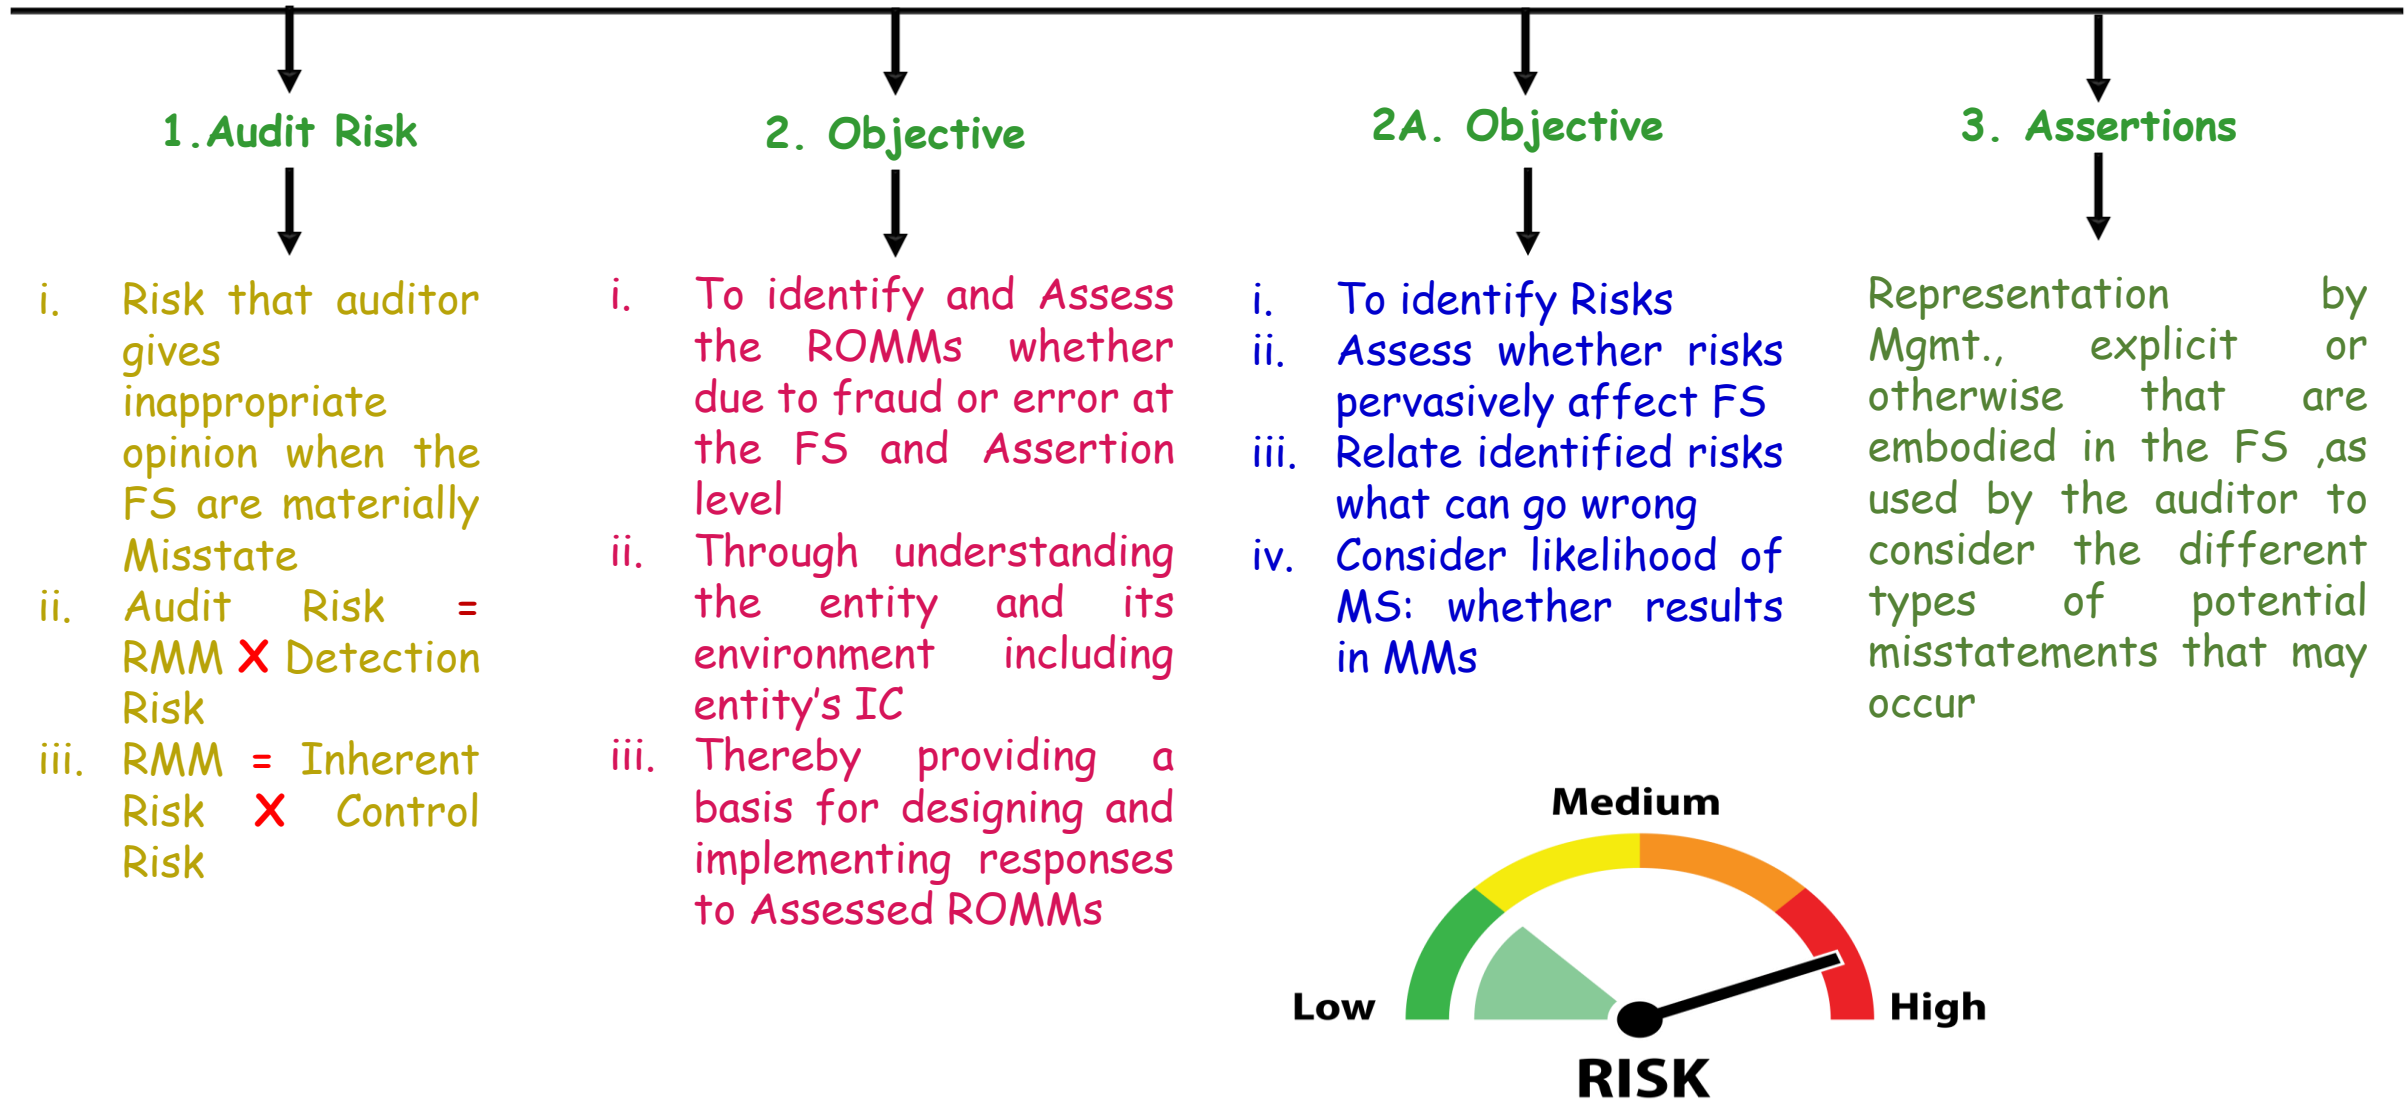 1.Audit Risk
i. Risk that auditor
gives
inappropriate
opinion when the
FS are materially
Misstate
ii. Audit Risk =
RMM X Detection
Risk
iii. RMM = Inherent
Risk X Control
Risk
2. Objective
i. To identify and Assess
the ROMMs whether
due to fraud or error at
the FS and Assertion
level
ii. Through understanding
the entity and its
environment including
entity’s IC
iii. Thereby providing a
basis for designing and
implementing responses
to Assessed ROMMs
2A. Objective
i. To identify Risks
ii. Assess whether risks
pervasively affect FS
iii. Relate identified risks
what can go wrong
iv. Consider likelihood of
MS: whether results
in MMs
3. Assertions
Representation by
Mgmt., explicit or
otherwise that are
embodied in the FS ,as
used by the auditor to
consider the different
types of potential
misstatements that may
occur
Medium
Low
High
RISK